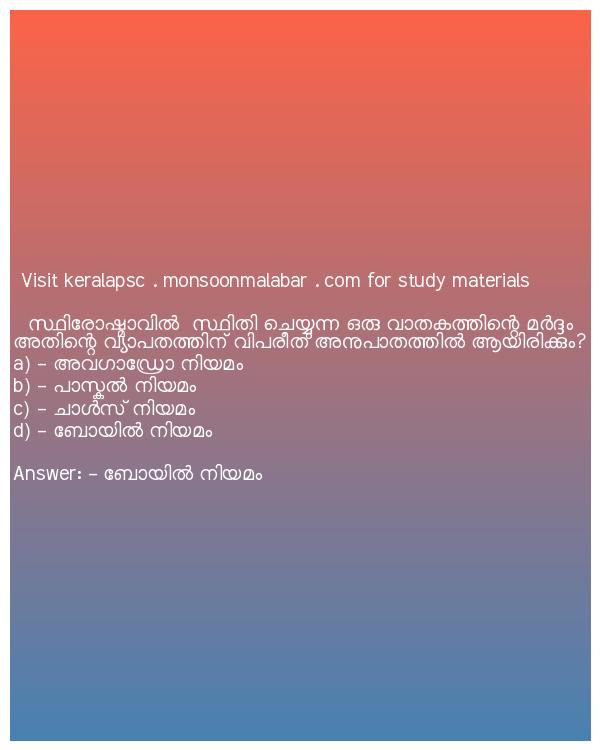 Visit keralapsc . monsoonmalabar . com for study materials
സ്ഥിരോഷ്മാവിൽ സ്ഥിതി ചെയ്യുന്ന ഒരു വാതകത്തിന്റെ മർദ്ദം
അതിന്റെ വ്യാപതത്തിന് വിപരീത അനുപാതത്തിൽ ആയിരിക്കും?
a) - അവഗാഡ്രോ നിയമം
b) - പാസ്കൽ നിയമം
c) - ചാൾസ് നിയമം
d) - ബോയിൽ നിയമം
Answer: - ബോയിൽ നിയമം